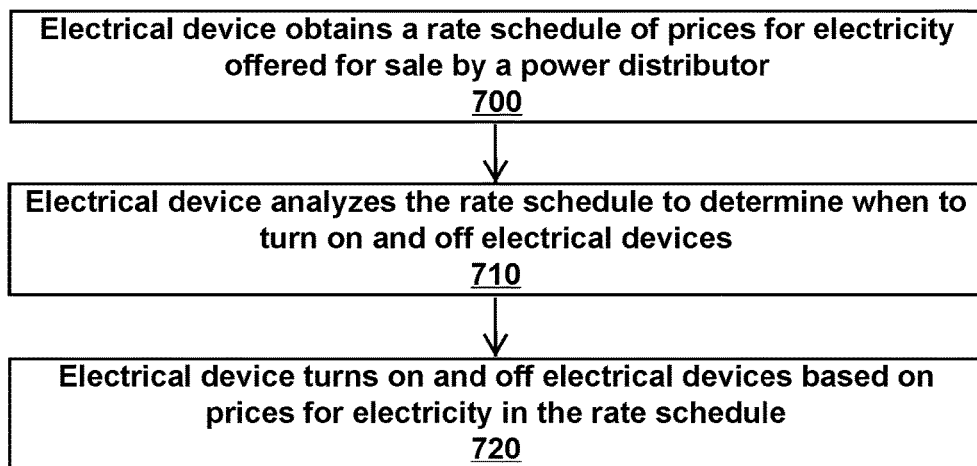 Electrical device obtains a rate schedule of prices for electricity
offered for sale by a power distributor
700
Electrical device analyzes the rate schedule to determine when to
turn on and off electrical devices
710
Electrical device turns on and off electrical devices based on
prices for electricity in the rate schedule
720